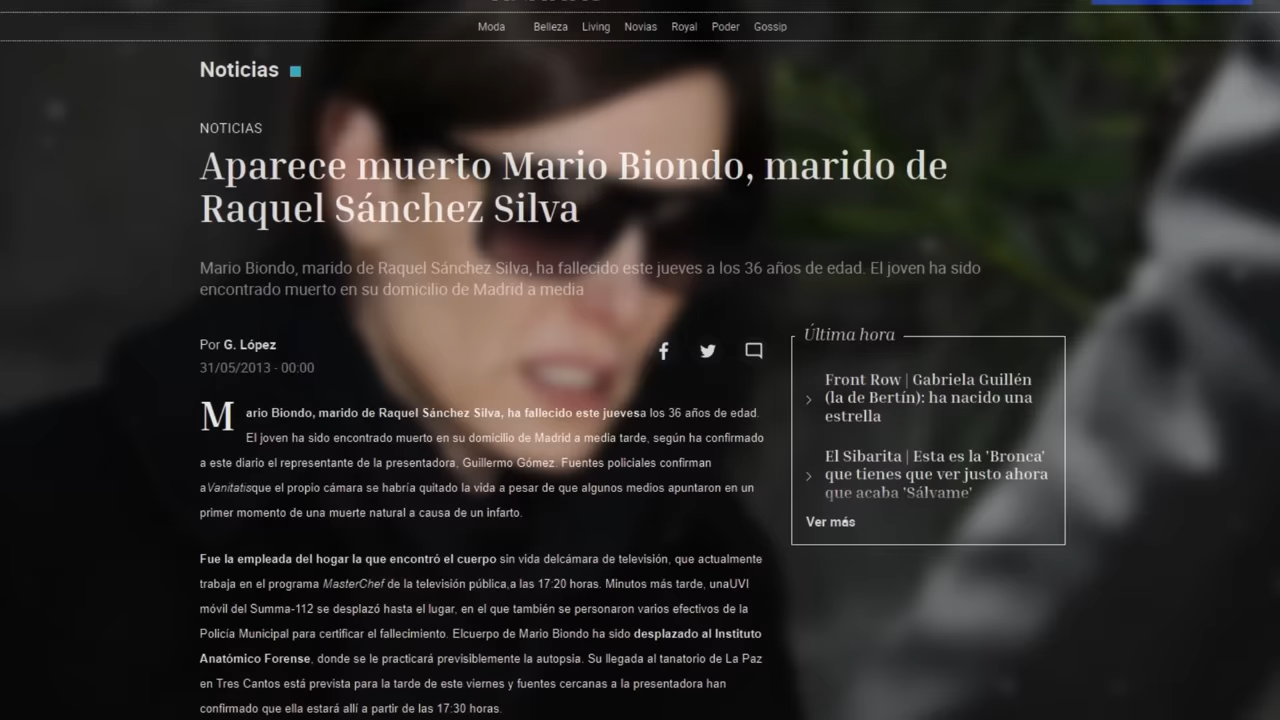 Moda Belleza Living Novias Royal Poder Gossip
Noticias
NOTICIAS
Aparece muerto Mario Biondo, marido de
Raquel Sánchez Silva
Mario Biondo, marido de Raquel Sánchez Silva, ha fallecido este jueves a los 36 años de edad. El joven ha sido
encontrado muerto en su domicilio de Madrid a media
Por G. López
31/05/2013 - 00:00
Mario Biondo, marido de Raquel Sánchez Silva, ha fallecido este juevesa los 36 años de edad.
El joven ha sido encontrado muerto en su domicilio de Madrid a media tarde, según ha confirmado
a este diario el representante de la presentadora, Guillermo Gómez. Fuentes policiales confirman
aVanitatisque el propio cámara se habría quitado la vida a pesar de que algunos medios apuntaron en un
primer momento de una muerte natural a causa de un infarto.
Fue la empleada del hogar la que encontró el cuerpo sin vida delcámara de televisión, que actualmente
trabaja en el programa MasterChef de la televisión pública,a las 17:20 horas. Minutos más tarde, unaUVI
móvil del Summa-112 se desplazó hasta el lugar, en el que también se personaron varios efectivos de la
Policía Municipal para certificar el fallecimiento. Elcuerpo de Mario Biondo ha sido desplazado al Instituto
Anatómico Forense, donde se le practicará previsiblemente la autopsia. Su llegada al tanatorio de La Paz
en Tres Cantos está prevista para la tarde de este viernes y fuentes cercanas a la presentadora han
confirmado que ella estará allí a partir de las 17:30 horas.
Última hora
Front Row | Gabriela Guillén
(la de Bertín): ha nacido una
estrella
El Sibarita | Esta es la 'Bronca'
que tienes que ver justo ahora
que acaba 'Sálvame'
Ver más